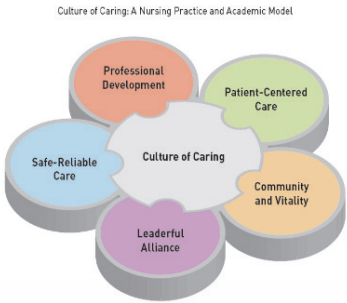 Culture of Caring: A Nursing Practice and Academic Model
Professional
Development
Patient-Centered
Care
Safe-Reliable
Care
Culture of Caring
Community
and Vitality
Leaderful
Alliance